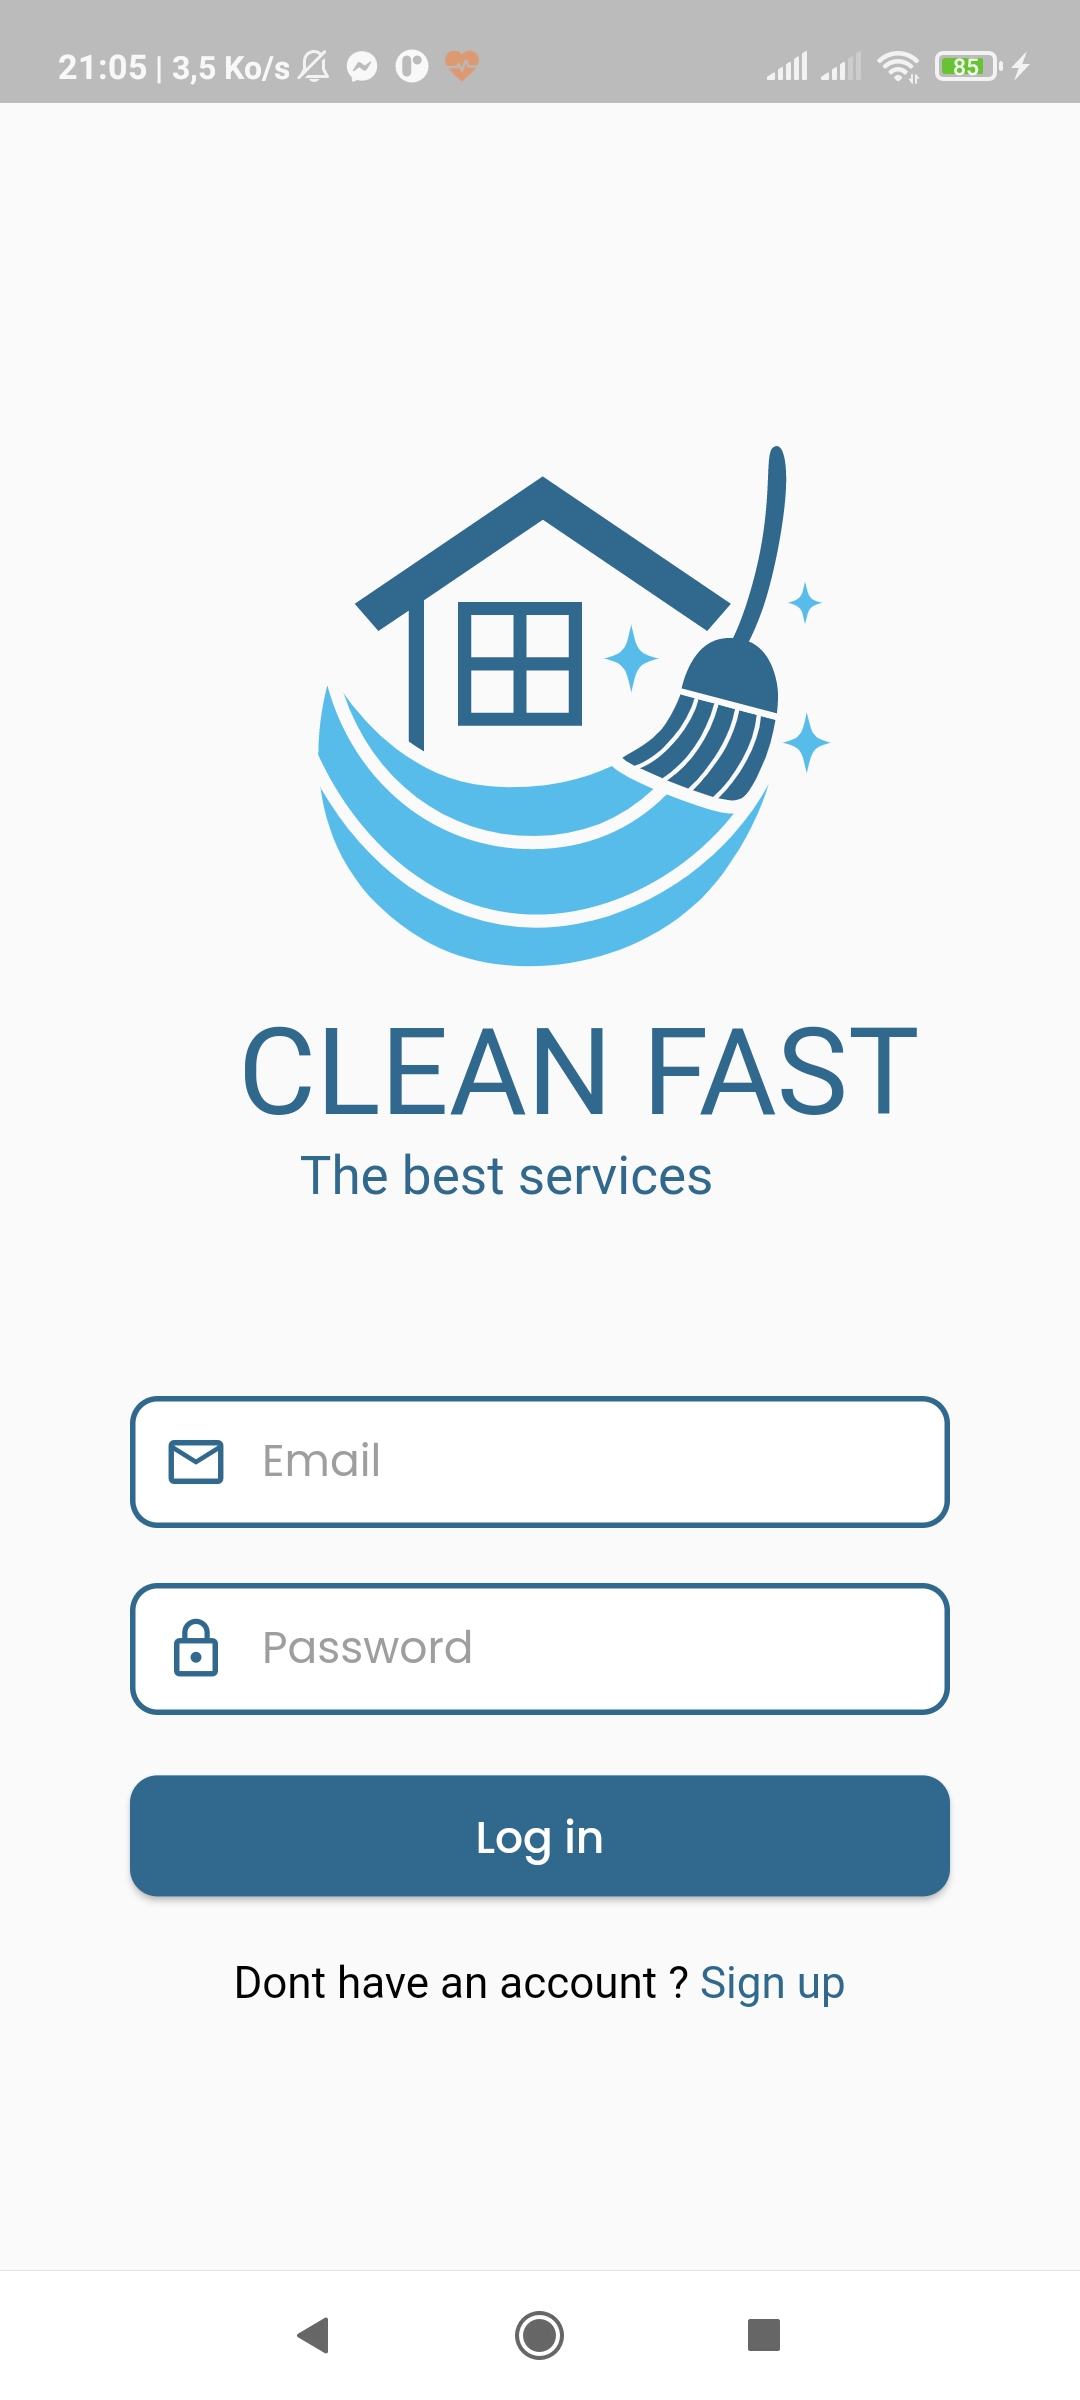 21:05 | 3,5 Ko/s 85
CLEAN FAST
The best services
Email
Password
Log in
Dont have an account ? Sign up